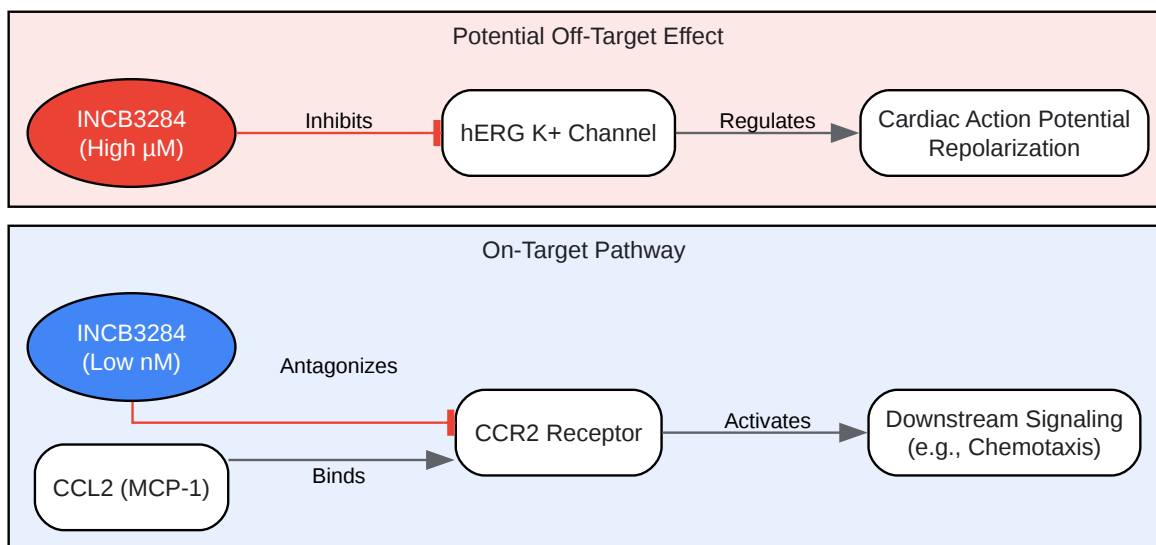 Potential Off-Target Effect
INCB3284
(High µM)
Inhibits
hERG K+ Channel
Regulates
Cardiac Action Potential
Repolarization
On-Target Pathway
INCB3284
(Low nM)
Antagonizes
CCR2 Receptor
Activates
Downstream Signaling
(e.g., Chemotaxis)
CCL2 (MCP-1)
Binds